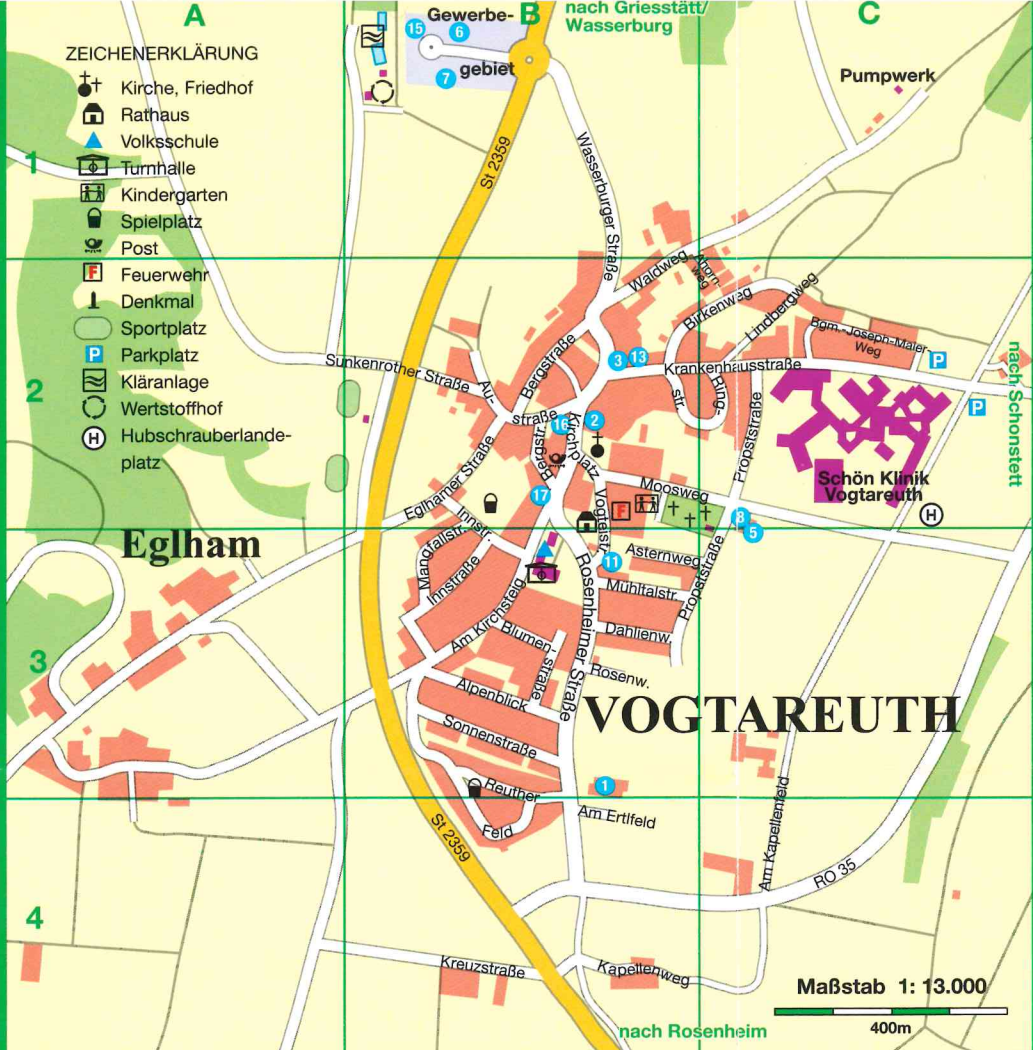 A
B
C
1
2
3
4
ZEICHENERKLÄRUNG
Kirche, Friedhof
Rathaus
Volksschule
Turnhalle
Kindergarten
Spielplatz
Post
F Feuerwehr
Denkmal
Sportplatz
P Parkplatz
Kläranlage
Wertstoffhof
H Hubschrauberlande-
platz
nach Griesstätt/
Wasserburg
Gewerbe-
gebiet
15
6
7
Pumpwerk
St 2359
Wasserburger Straße
Waldweg
Ahorn-
weg
Birkenweg
Lindbergweg
Bgm.-Joseph-Maier-
Weg
P
P
nach Schonstett
Krankenhausstraße
3
13
Ring-
str.
Propststraße
Sunkenrother Straße
Au-
straße
Bergstraße
Bergstr.
16
2
Kirchplatz
17
Eglhamer Straße
Moosweg
Vogteistr.
F
8
5
Schön Klinik
Vogtareuth
H
Eglham
Innstr.
Mangfallstr.
Innstraße
Am Kirchsteig
Asternweg
11
Mühltalstr.
Propststraße
Dahlienw.
Rosenheimer Straße
Blumen-
straße
Rosenw.
Alpenblick
VOGTAREUTH
Sonnenstraße
Reuther
Feld
1
Am Ertlfeld
St 2359
Am Kapellenfeld
RO 35
Kreuzstraße
Kapellenweg
Maßstab 1: 13.000
400m
nach Rosenheim